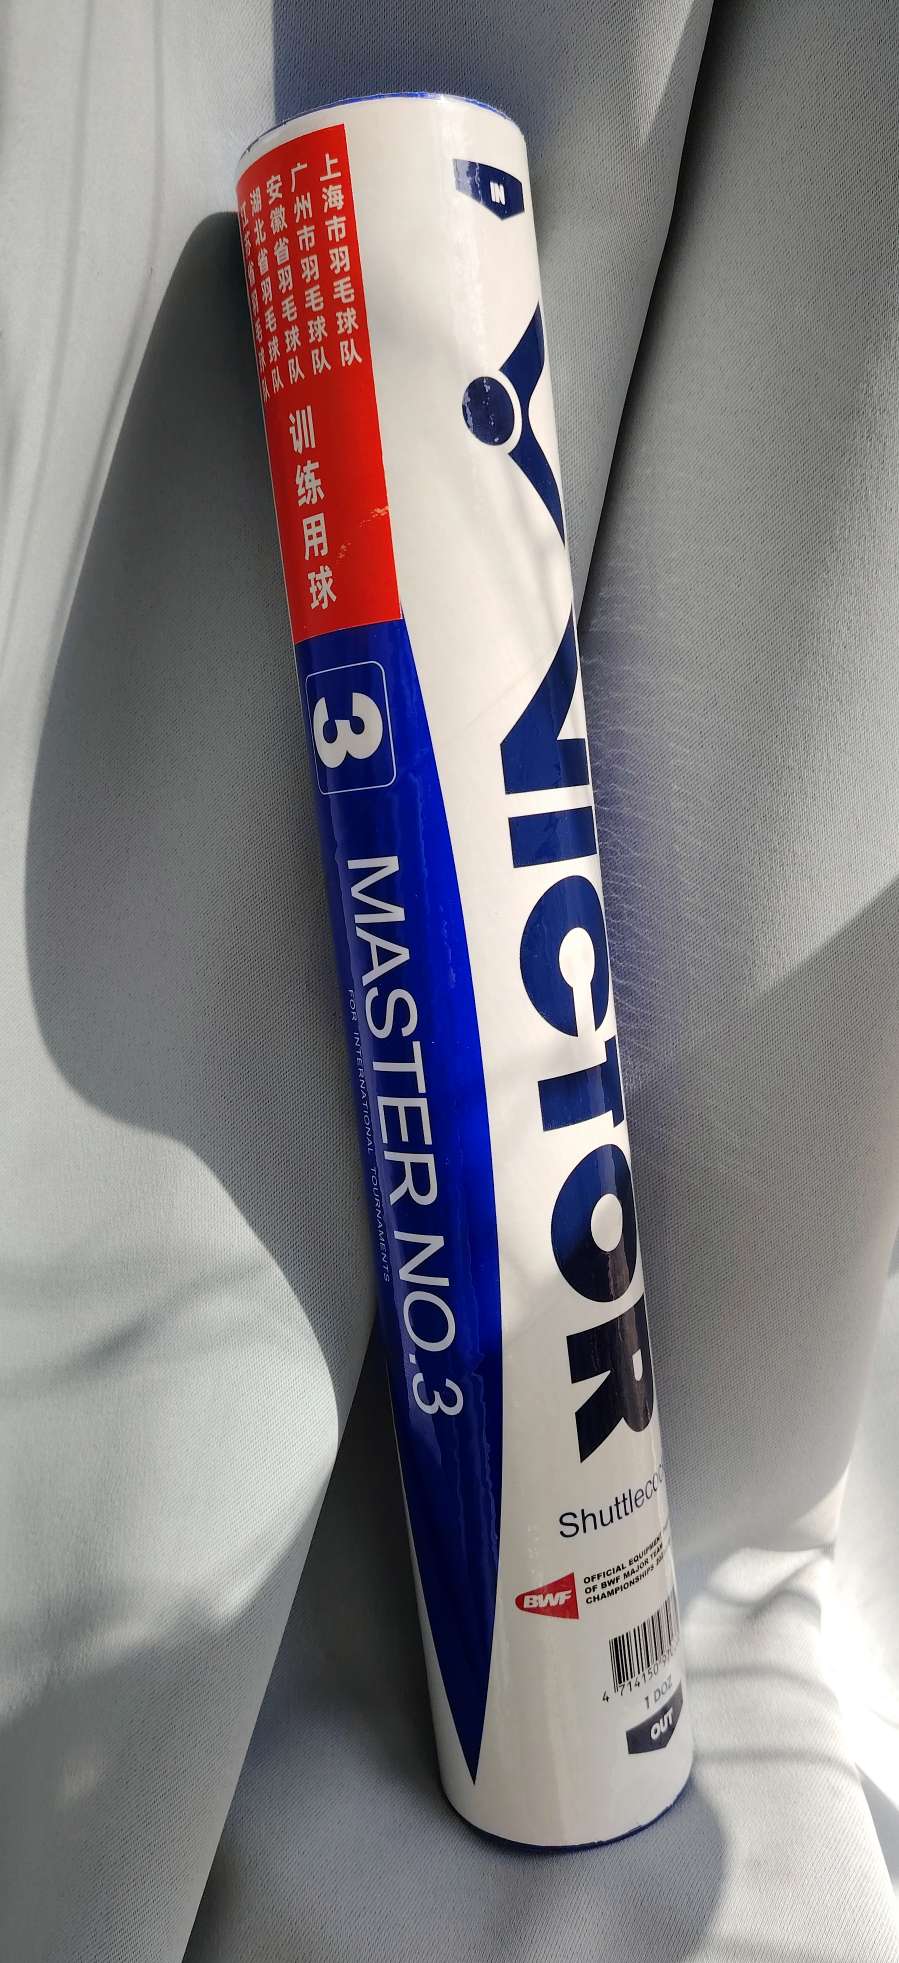 上海市羽毛球队
广州市羽毛球队
安徽省羽毛球队
湖北省羽毛球队
训练用球
3
MASTER NO.3
FOR INTERNATIONAL TOURNAMENTS
IN
VICTOR
BWF
OFFICIAL EQUIPMENT
OF BWF MAJOR TEAM
CHAMPIONSHIPS
4 714150
1 DOZ
OUT